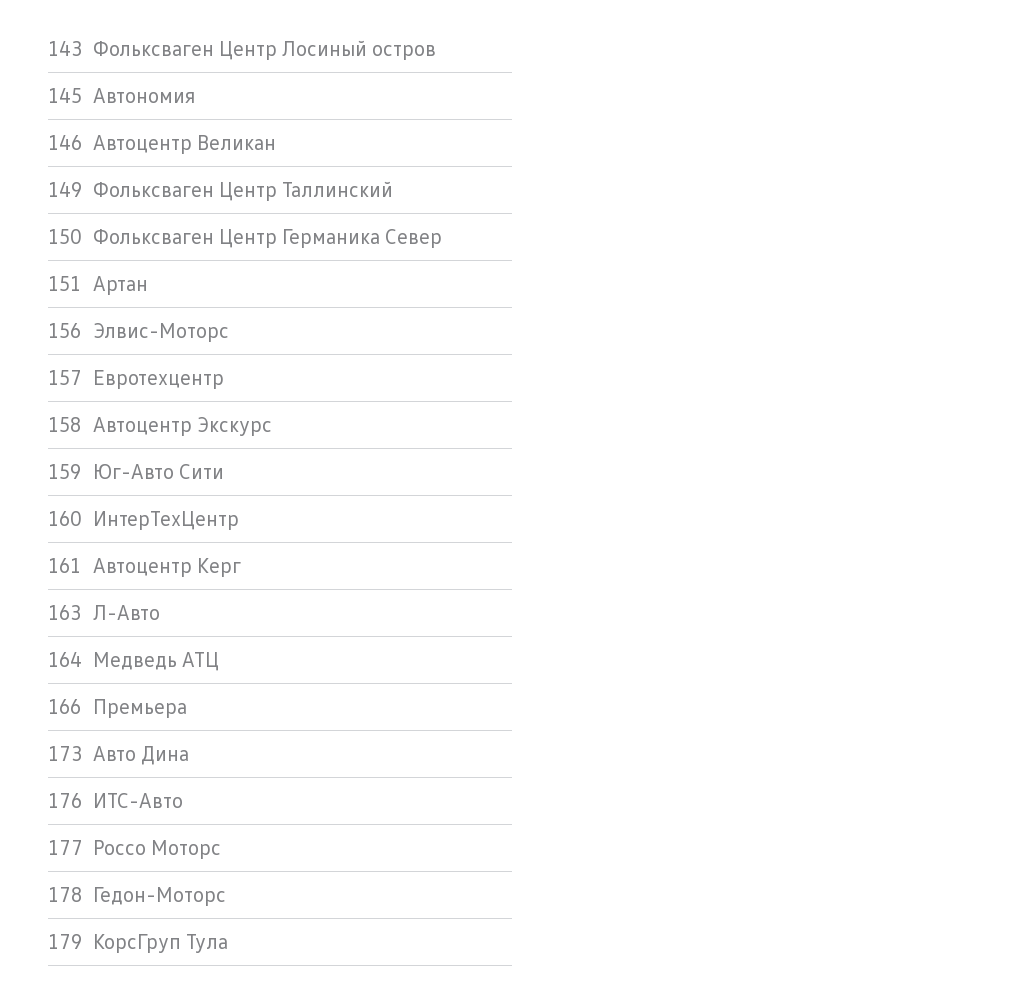 143 Фольксваген Центр Лосиный остров
145 Автономия
146 Автоцентр Великан
149 Фольксваген Центр Таллинский
150 Фольксваген Центр Германика Север
151 Артан
156 Элвис-Моторс
157 Евротехцентр
158 Автоцентр Экскурс
159 Юг-Авто Сити
160 ИнтерТехЦентр
161 Автоцентр Керг
163 Л-Авто
164 Медведь АТЦ
166 Премьера
173 Авто Дина
176 ИТС-Авто
177 Россо Моторс
178 Гедон-Моторс
179 КорсГруп Тула